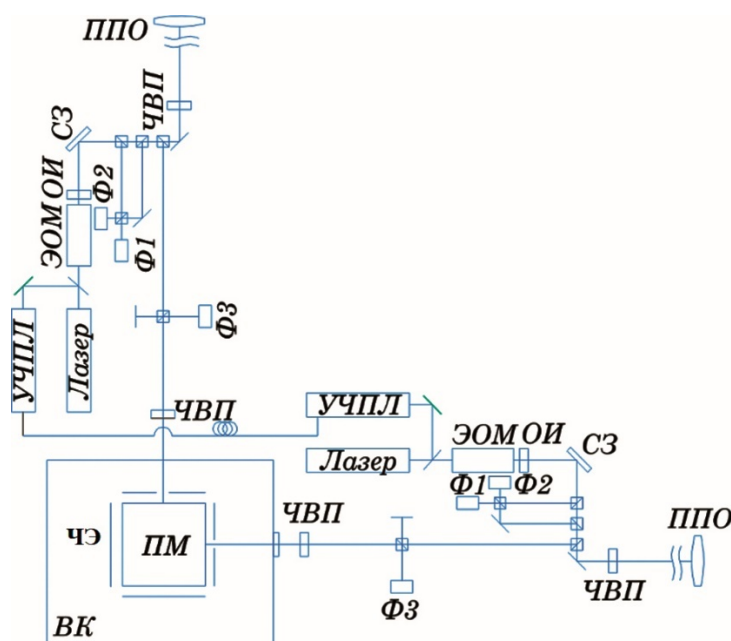 ППО
ЧВП
СЗ
ЭОМ ОИ
Ф2
Ф1
Ф3
УЧПЛ
Лазер
ЧВП
УЧПЛ
Лазер
ЭОМ ОИ
СЗ
Ф1
Ф2
ЧВП
ППО
ЧЭ
ПМ
Ф3
ЧВП
ВК